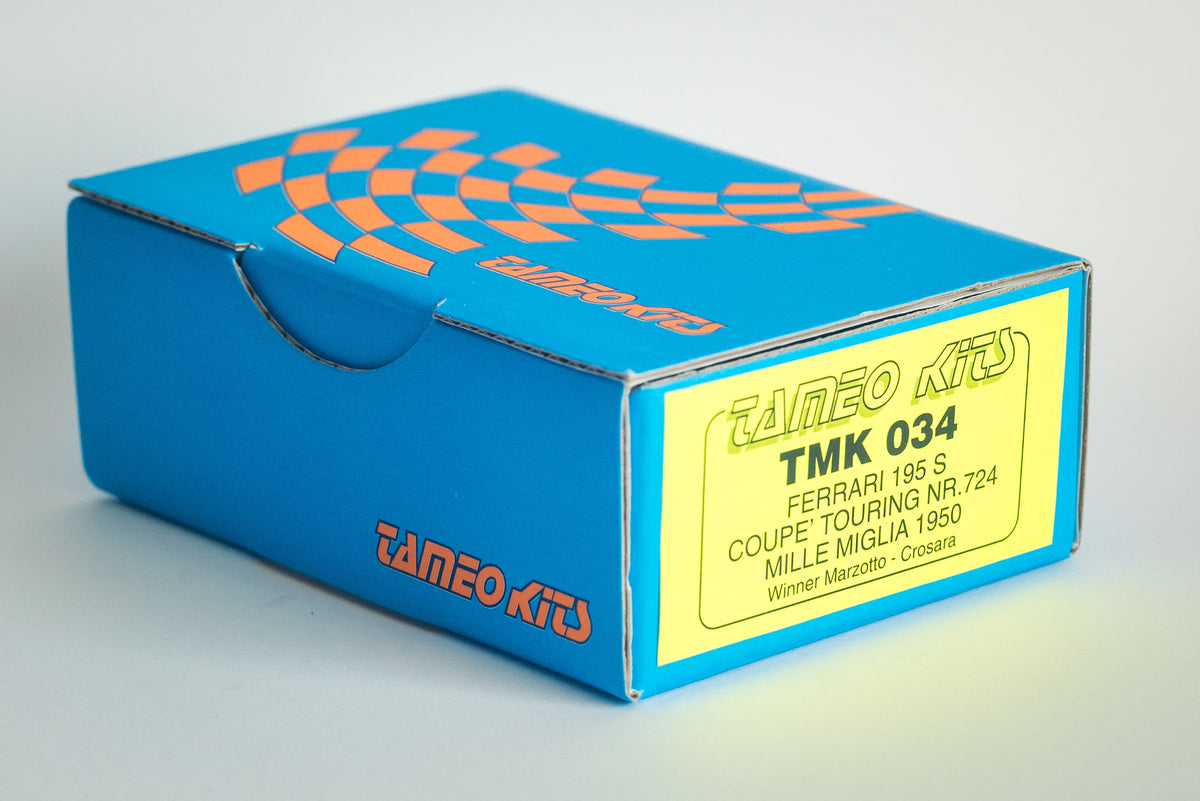 TAMEO KITS
TAMEO KITS
TAMEO KITS
TMK 034
FERRARI 195 S
COUPE' TOURING NR.724
MILLE MIGLIA 1950
Winner Marzotto - Crosara